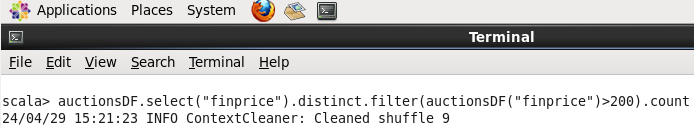 Applications Places System
Terminal
File Edit View Search Terminal Help
scala> auctionsDF.select("finprice").distinct.filter(auctionsDF("finprice")>200).count
24/04/29 15:21:23 INFO ContextCleaner: Cleaned shuffle 9